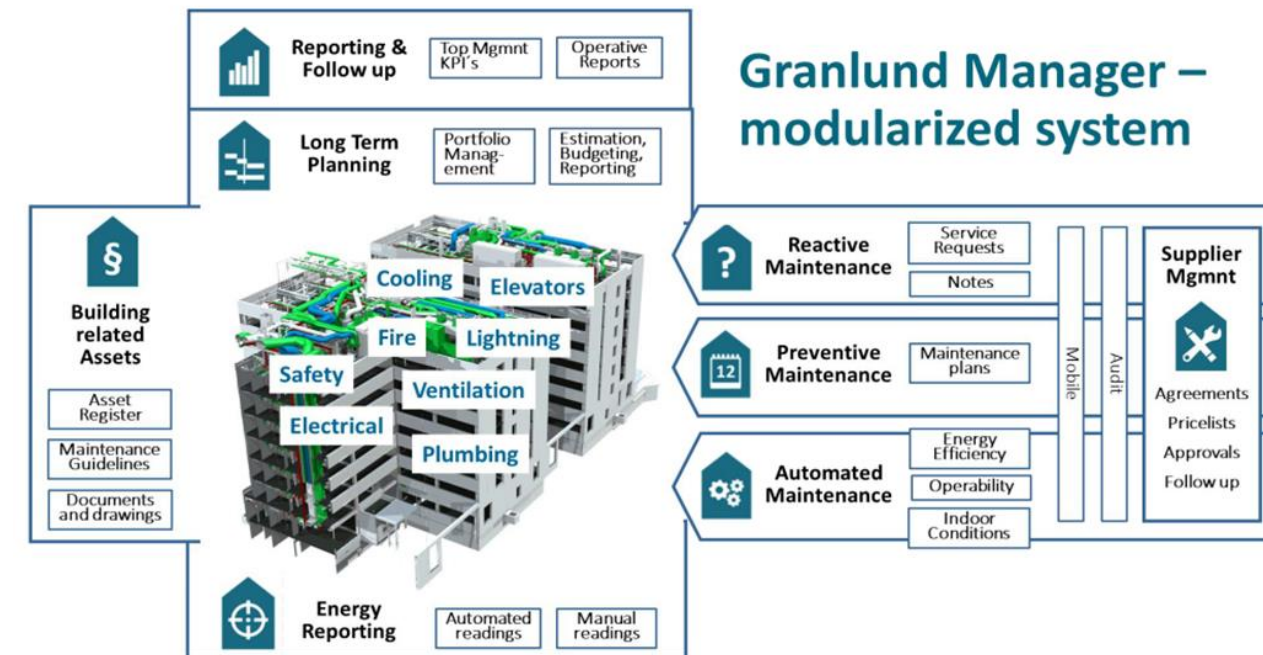 Granlund Manager –
modularized system
Reporting &
Follow up
Top Mgmnt
KPI´s
Operative
Reports
Long Term
Planning
Portfolio
Manag-
ement
Estimation,
Budgeting,
Reporting
§
Building
related
Assets
Asset
Register
Maintenance
Guidelines
Documents
and drawings
Cooling
Elevators
Fire
Lightning
Safety
Ventilation
Electrical
Plumbing
?
Reactive
Maintenance
Service
Requests
Notes
12
Preventive
Maintenance
Maintenance
plans
Automated
Maintenance
Energy
Efficiency
Operability
Indoor
Conditions
Mobile
Audit
Supplier
Mgmnt
Agreements
Pricelists
Approvals
Follow up
Energy
Reporting
Automated
readings
Manual
readings